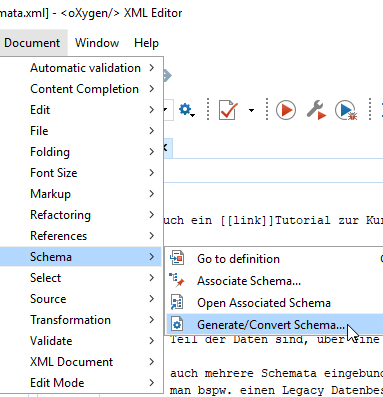 mata.xml] - <oXygen/> XML Editor
Document Window Help
Automatic validation
Content Completion
Edit
File
Folding
Font Size
Markup
Refactoring
References
Schema
Select
Source
Transformation
Validate
XML Document
Edit Mode
uch ein [[link]]Tutorial zur Kur
Go to definition
Associate Schema...
Open Associated Schema
Generate/Convert Schema...
Teil der Daten sind, über eine
auch mehrere Schemata eingebund
man bspw. einen Legacy Datenbes